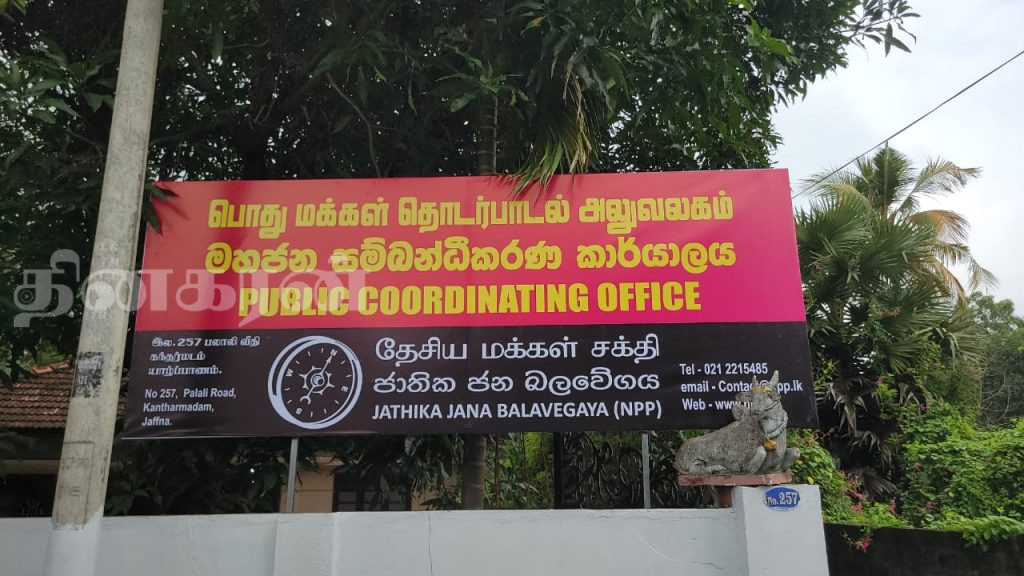 பொது மக்கள் தொடர்பாடல் அலுவலகம்
මහජන සම්බන්ධීකරණ කාර්යාලය
PUBLIC COORDINATING OFFICE
தினகரன்
இல. 257 பலாலி வீதி
கந்தர்மடம்
யாழ்ப்பாணம்.
No 257, Palali Road,
Kantharmadam,
Jaffna.
N
E
S
W
தேசிய மக்கள் சக்தி
ජාතික ජන බලවේගය
JATHIKA JANA BALAVEGAYA (NPP)
Tel - 021 2215485
email -
Web -
No. 257